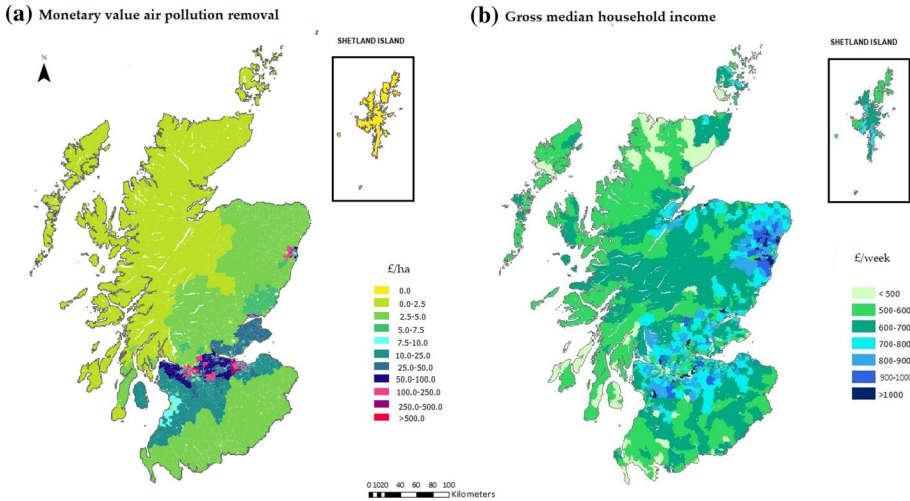 (a) Monetary value air pollution removal
N
SHETLAND ISLAND
£/ha
0.0
0.0-2.5
2.5-5.0
5.0-7.5
7.5-10.0
10.0-25.0
25.0-50.0
50.0-100.0
100.0-250.0
250.0-500.0
>500.0
(b) Gross median household income
SHETLAND ISLAND
£/week
< 500
500-600
600-700
700-800
800-900
900-1000
>1000
0 10 20 40 60 80 100
Kilometers